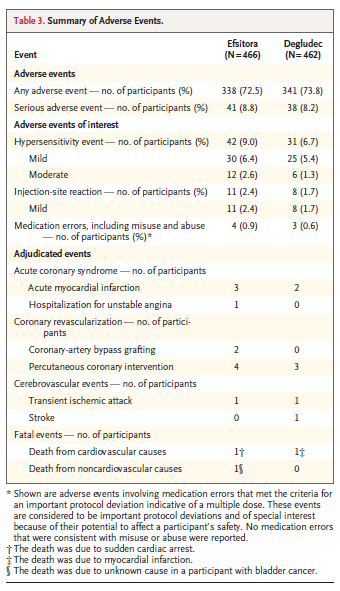 Table 3. Summary of Adverse Events.
Event Efsitora (N=466) Degludec (N=462)
Adverse events
Any adverse event — no. of participants (%) 338 (72.5) 341 (73.8)
Serious adverse event — no. of participants (%) 41 (8.8) 38 (8.2)
Adverse events of interest
Hypersensitivity event — no. of participants (%) 42 (9.0) 31 (6.7)
Mild 30 (6.4) 25 (5.4)
Moderate 12 (2.6) 6 (1.3)
Injection-site reaction — no. of participants (%) 11 (2.4) 8 (1.7)
Mild 11 (2.4) 8 (1.7)
Medication errors, including misuse and abuse 4 (0.9) 3 (0.6)
— no. of participants (%)*
Adjudicated events
Acute coronary syndrome — no. of participants
Acute myocardial infarction 3 2
Hospitalization for unstable angina 1 0
Coronary revascularization — no. of partici-
pants
Coronary-artery bypass grafting 2 0
Percutaneous coronary intervention 4 3
Cerebrovascular events — no. of participants
Transient ischemic attack 1 1
Stroke 0 1
Fatal events — no. of participants
Death from cardiovascular causes 1† 1‡
Death from noncardiovascular causes 1§ 0
* Shown are adverse events involving medication errors that met the criteria for
an important protocol deviation indicative of a multiple dose. These events
are considered to be important protocol deviations and of special interest
because of their potential to affect a participant's safety. No medication errors
that were consistent with misuse or abuse were reported.
† The death was due to sudden cardiac arrest.
‡ The death was due to myocardial infarction.
§ The death was due to unknown cause in a participant with bladder cancer.